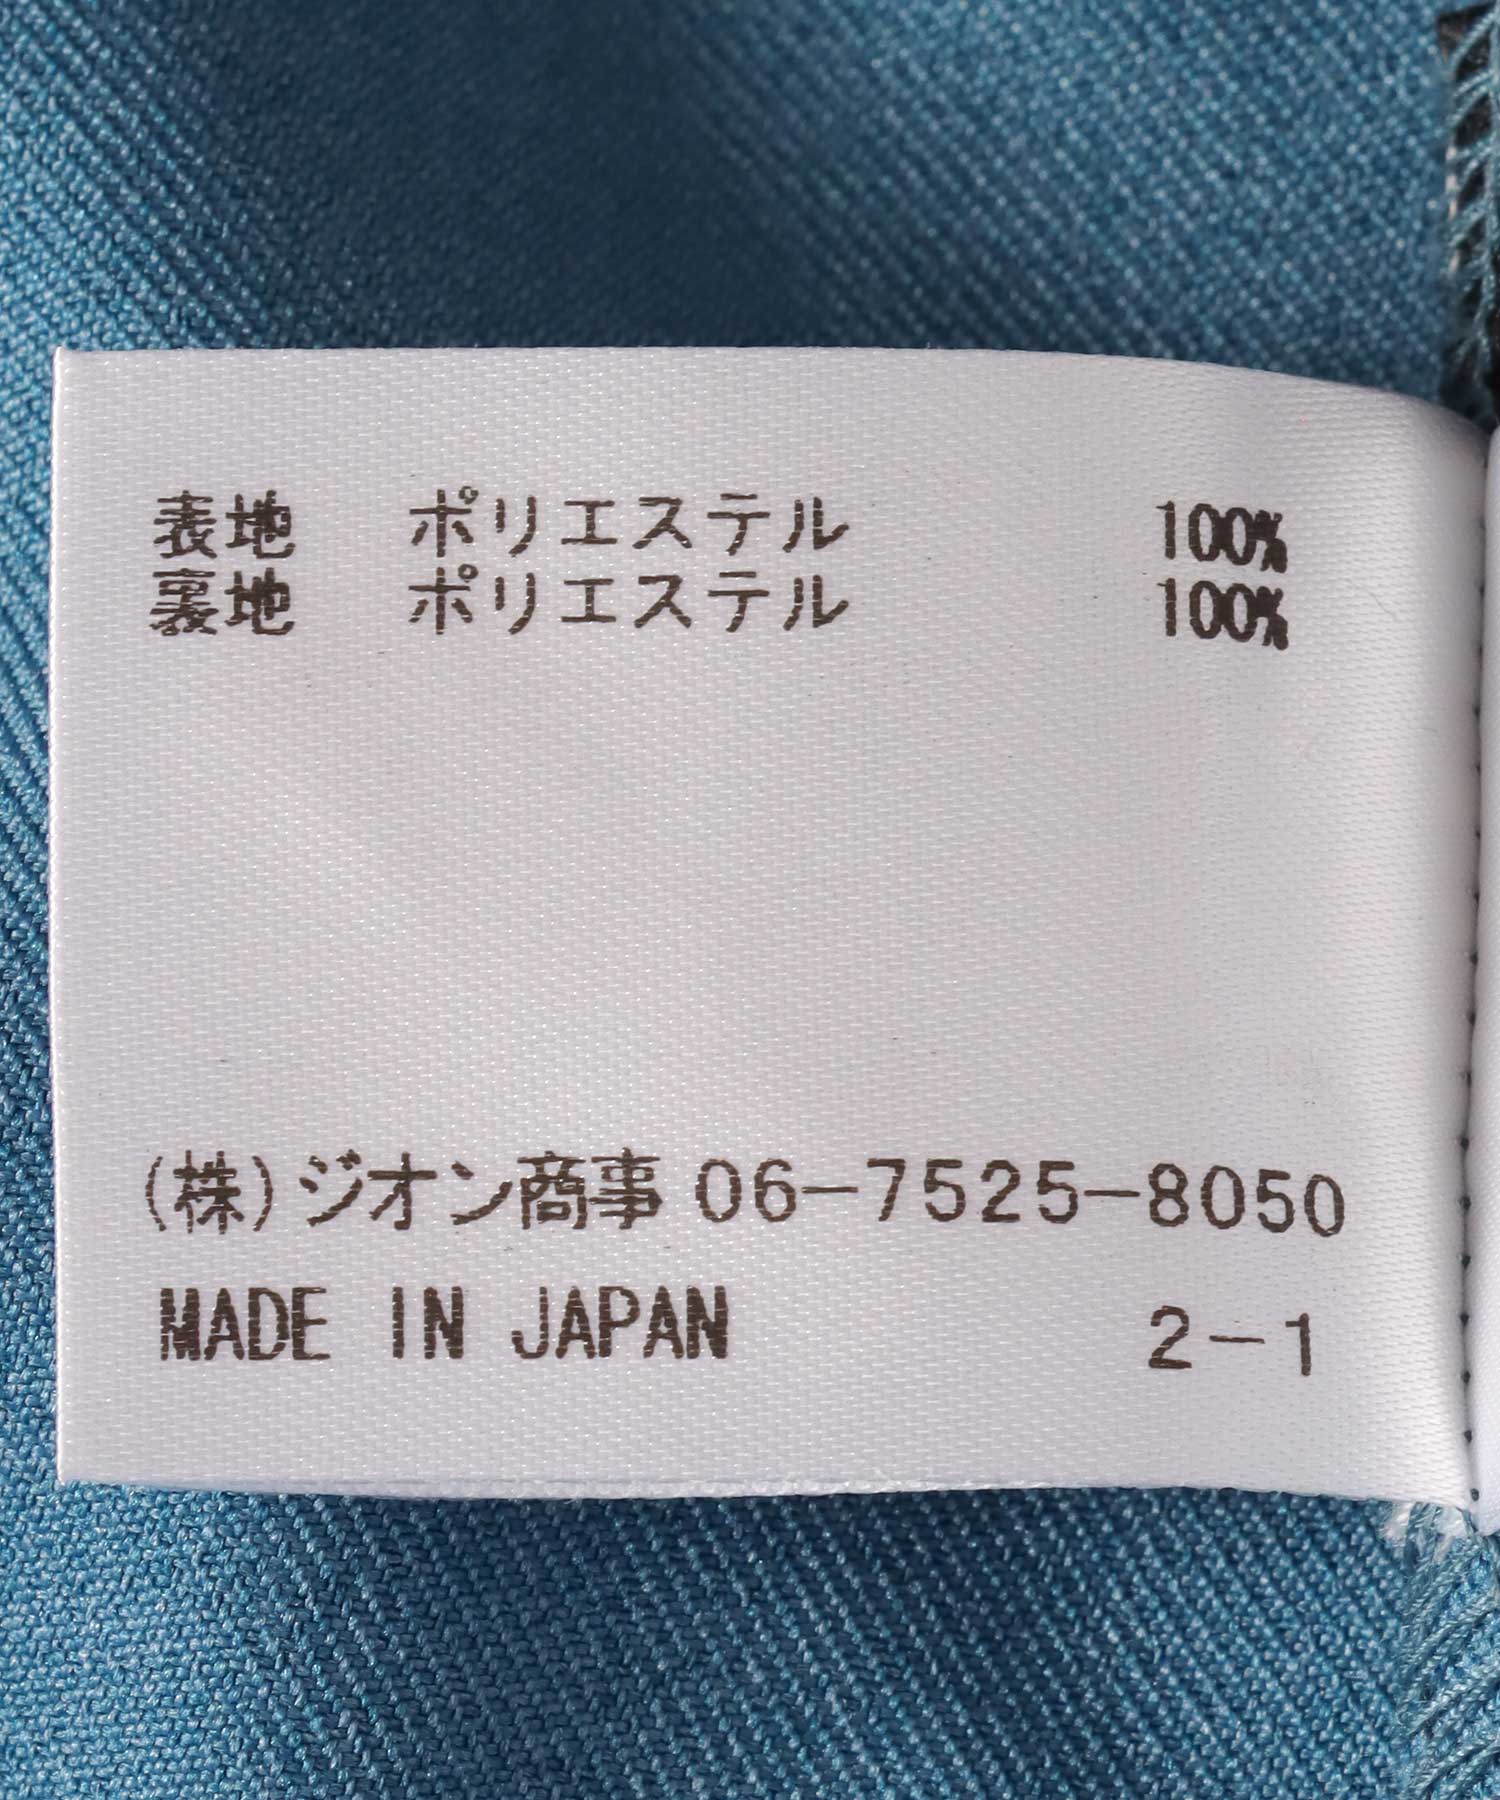 表地 ポリエステル 100%
裏地 ポリエステル 100%
(株)ジオン商事 06-7525-8050
MADE IN JAPAN 2-1